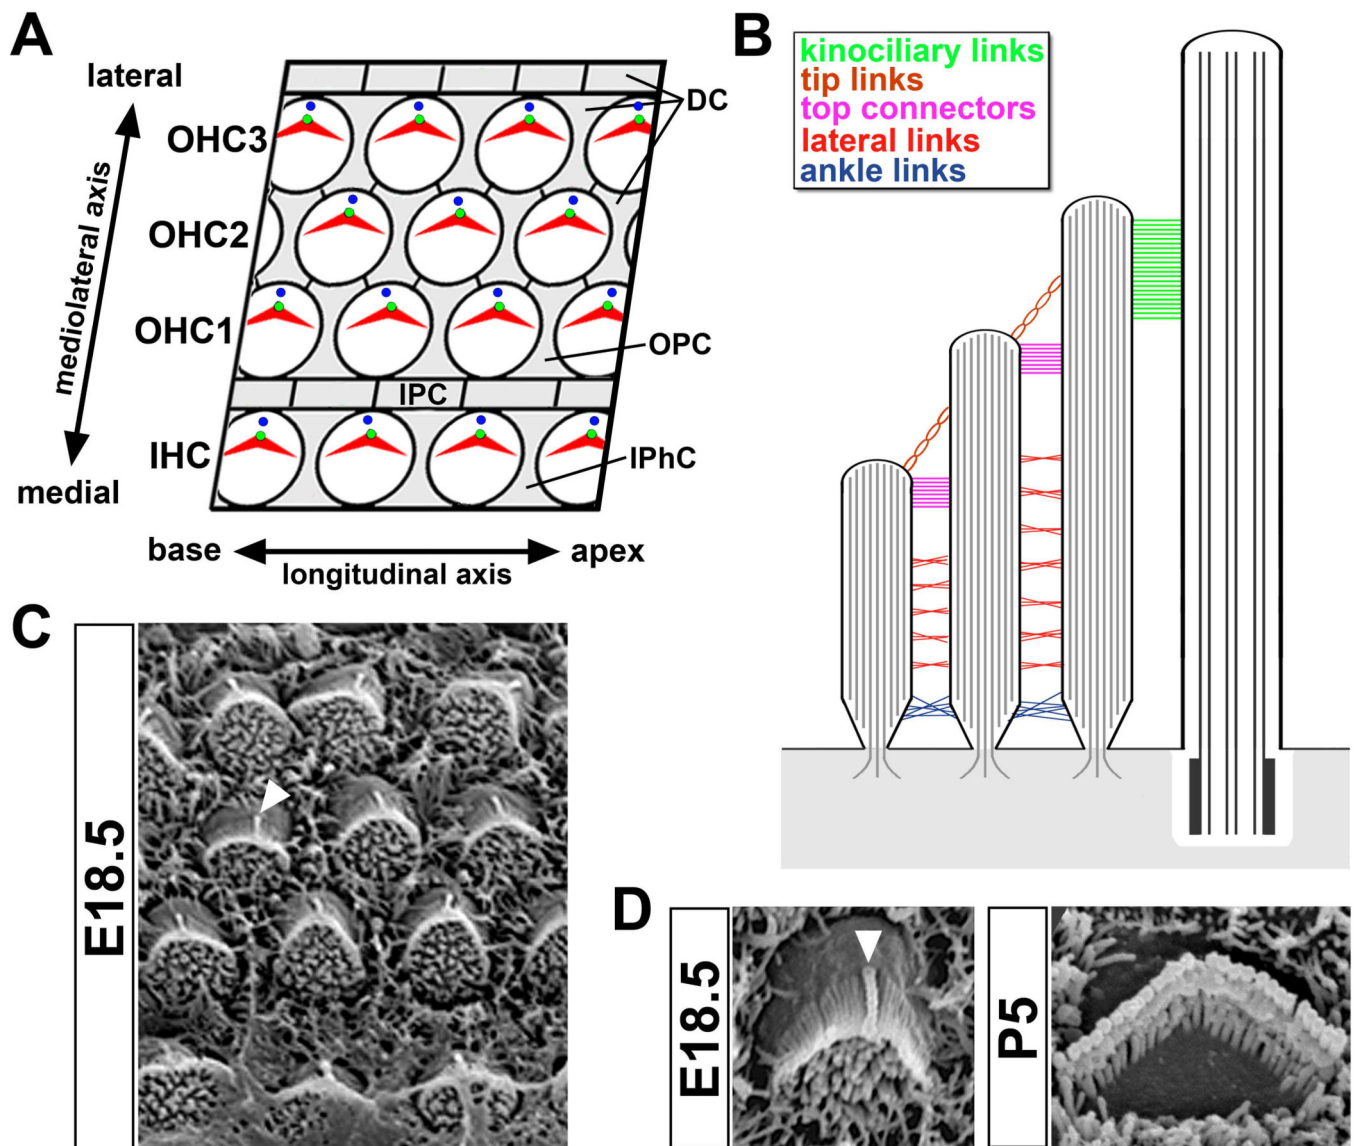 A
lateral
medial
mediolateral axis
OHC3
OHC2
OHC1
IHC
DC
OPC
IPC
IPhC
base
apex
longitudinal axis
B
kinociliary links
tip links
top connectors
lateral links
ankle links
C
E18.5
D
E18.5
P5